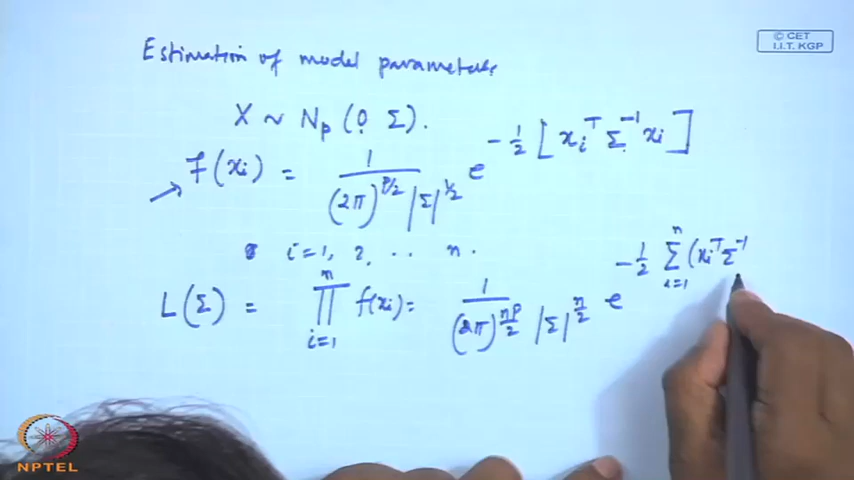 © CET
I.I.T. KGP
Estimation of model parameters
X ~ Nₚ (0 Σ).
f(xᵢ) = 1 / (2π)^{p/2} |Σ|^{1/2} e^{-1/2 [xᵢᵀ Σ⁻¹ xᵢ]}
i=1, 2, .. n.
L(Σ) = ∏_{i=1}^{n} f(xᵢ) = 1 / (2π)^{np/2} |Σ|^{n/2} e^{-1/2 Σ_{i=1}^{n} (xᵢᵀ Σ⁻¹
NPTEL